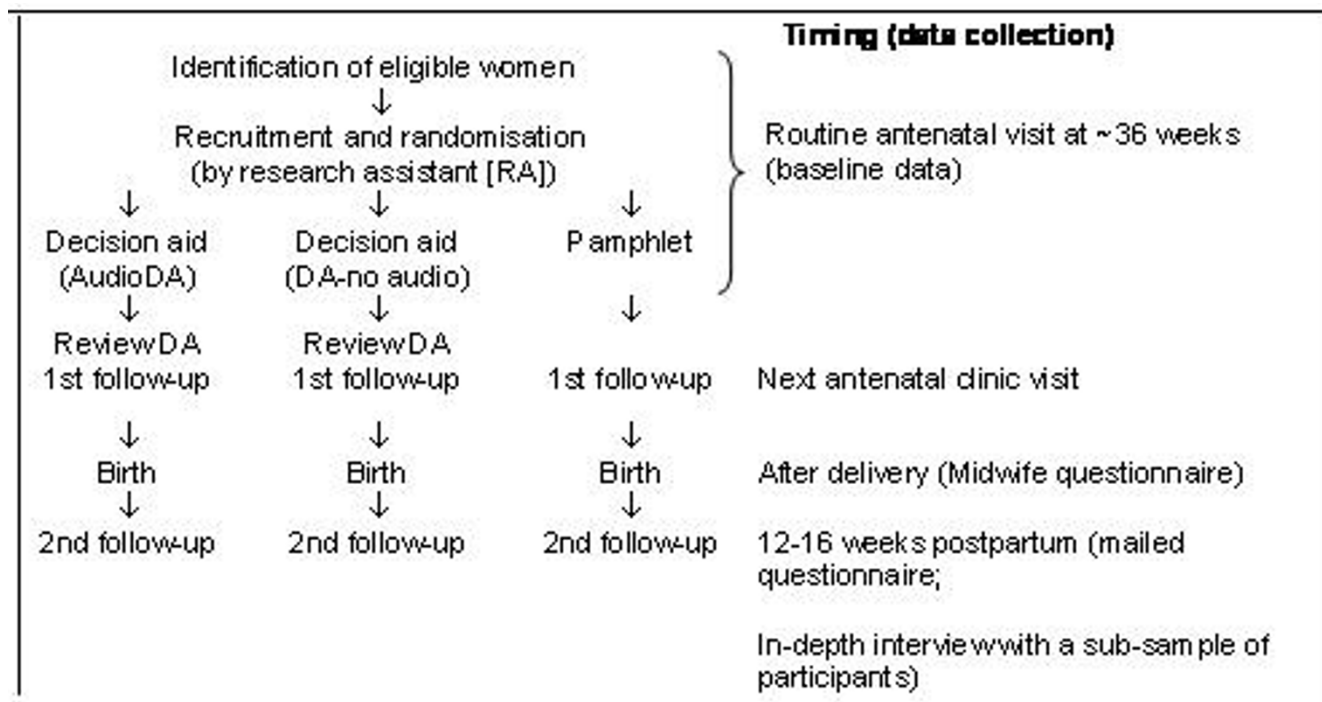 Timing (data collection)
Identification of eligible women
↓
Recruitment and randomisation
(by research assistant [RA])
Routine antenatal visit at ~36 weeks
(baseline data)
↓ ↓ ↓
Decision aid Decision aid Pamphlet
(AudioDA) (DA-no audio)
↓ ↓ ↓
Review DA Review DA
1st follow-up 1st follow-up 1st follow-up Next antenatal clinic visit
↓ ↓ ↓
Birth Birth Birth After delivery (Midwife questionnaire)
↓ ↓ ↓
2nd follow-up 2nd follow-up 2nd follow-up 12-16 weeks postpartum (mailed
questionnaire;
In-depth interview with a sub-sample of
participants)